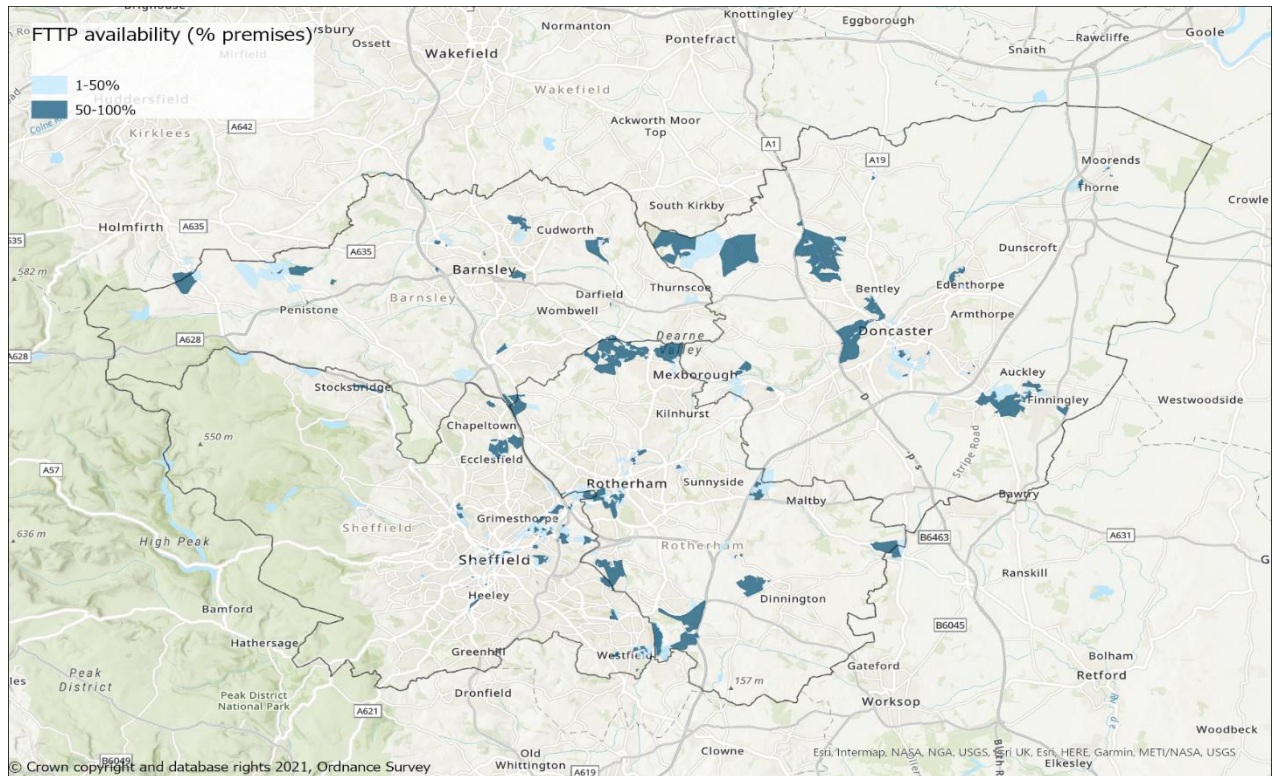 FTTP availability (% premises)
1-50%
50-100%
Knottingley
Eggborough
Goole
Rawcliffe
Snaith
Normanton
Pontefract
Ossett
Wakefield
Mirfield
Huddersfield
Kirklees
A642
Wakefield
Ackworth Moor
Top
A1
A19
Moorends
Thorne
Crowle
South Kirkby
Holmfirth
A635
A635
Cudworth
Dunscroft
582 m
Barnsley
Barnsley
Thurnscoe
Bentley
Edenthorpe
Darfield
Wombwell
Armthorpe
Penistone
Doncaster
A628
A628
Dearne
Valley
Mexborough
Stocksbridge
Auckley
Finningley
Westwoodside
Kilnhurst
Chapeltown
550 m
Ecclesfield
Stripe Road
A57
Rotherham
Sunnyside
Maltby
Bawtry
Grimesthorpe
Sheffield
636 m
High Peak
Rotherham
B6463
A631
Sheffield
Ranskill
Heeley
Dinnington
Bamford
B6045
Hathersage
Greenhill
Westfield
Bolham
Gateford
Retford
Peak
District
157 m
Dronfield
Peak District
National Park
Worksop
A621
Woodbeck
Old
Whittington
Clowne
Esri, Intermap, NASA, NGA, USGS, Esri UK, Esri, HERE, Garmin, METI/NASA, USGS
B6049
© Crown copyright and database rights 2021, Ordnance Survey
A619
Elkesley